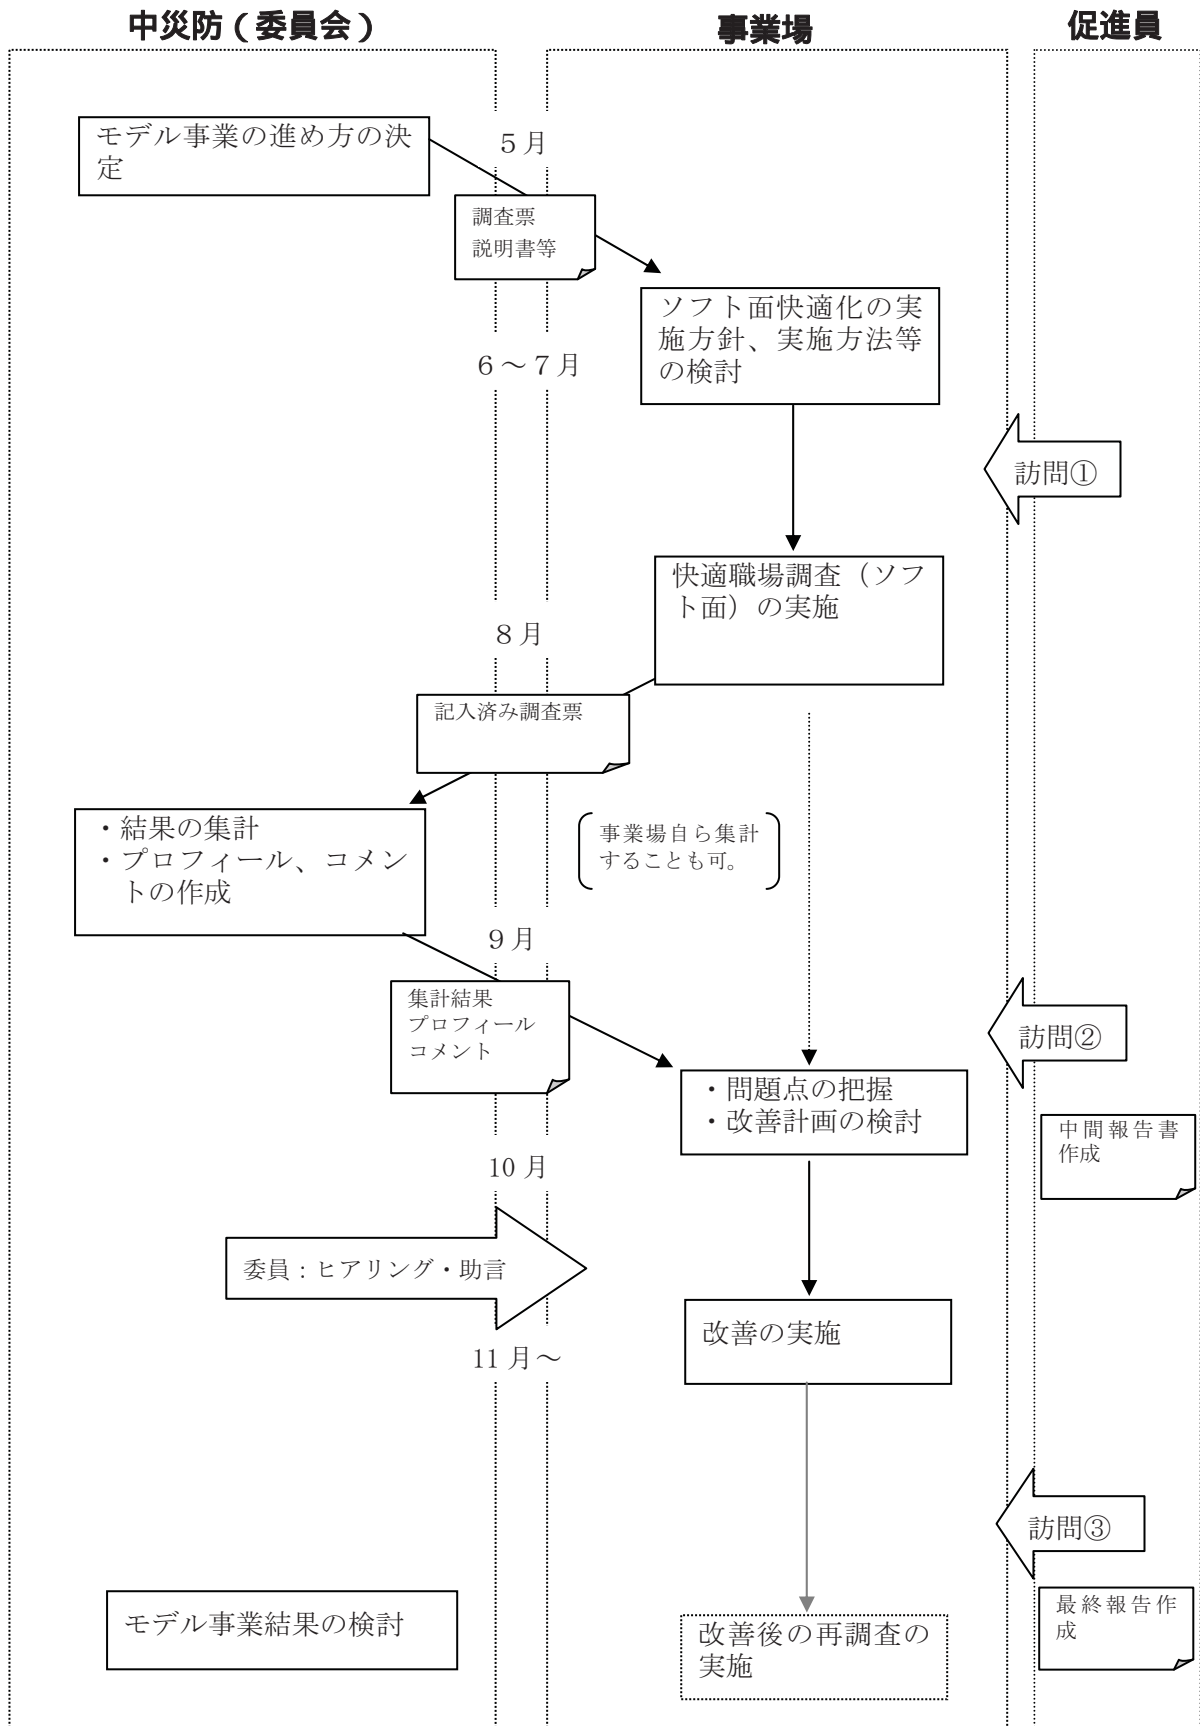 中災防（委員会）
事業場
促進員
モデル事業の進め方の決
定
５月
調査票
説明書等
ソフト面快適化の実
施方針、実施方法等
の検討
６～７月
訪問①
快適職場調査（ソフ
ト面）の実施
８月
記入済み調査票
・結果の集計
・プロフィール、コメン
トの作成
事業場自ら集計
することも可。
９月
集計結果
プロフィール
コメント
訪問②
・問題点の把握
・改善計画の検討
中間報告書
作成
10 月
委員：ヒアリング・助言
改善の実施
11 月～
訪問③
モデル事業結果の検討
改善後の再調査の
実施
最終報告作
成